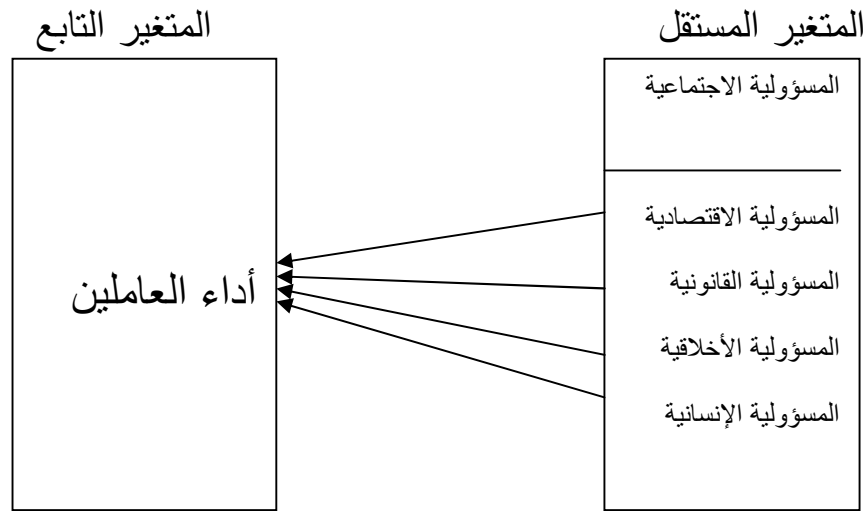 المتغير المستقل
المسؤولية الاجتماعية
المسؤولية الاقتصادية
المسؤولية القانونية
المسؤولية الأخلاقية
المسؤولية الإنسانية
المتغير التابع
أداء العاملين